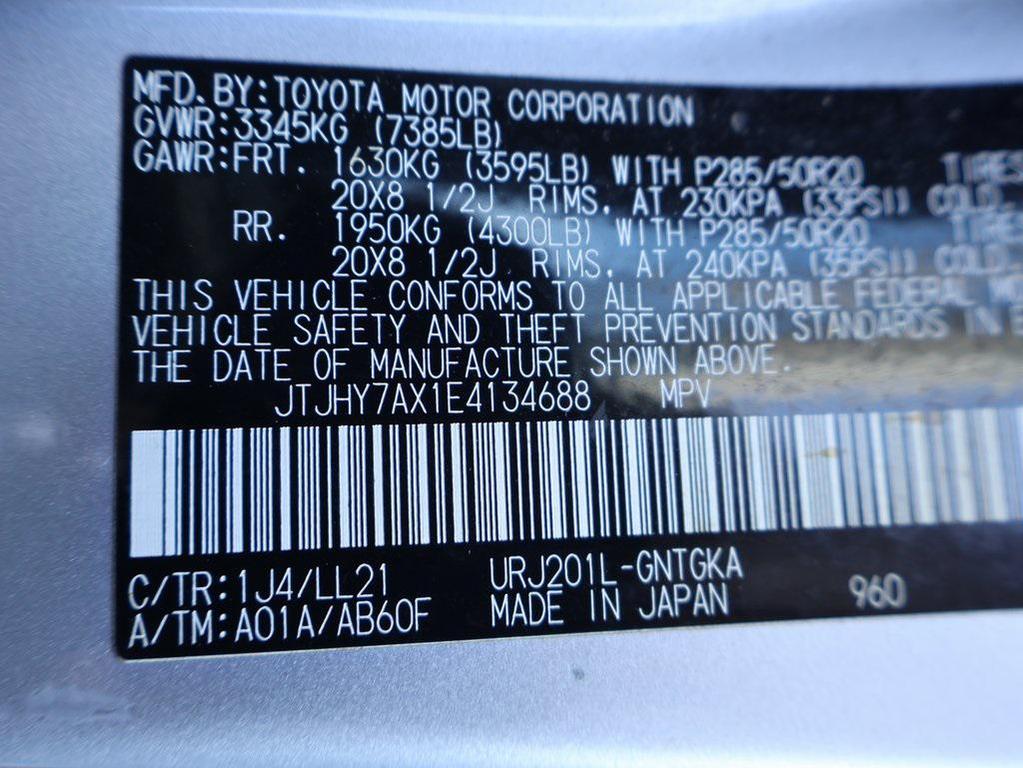 MFD.BY:TOYOTA MOTOR CORPORATION
GVWR:3345KG (7385LB)
GAWR:FRT. 1630KG (3595LB) WITH P285/50R20 TIRES
20X8 1/2J RIMS, AT 230KPA (33PSI) COLD.
RR. 1950KG (4300LB) WITH P285/50R20 TIRES
20X8 1/2J RIMS, AT 240KPA (35PSI) COLD.
THIS VEHICLE CONFORMS TO ALL APPLICABLE FEDERAL
VEHICLE SAFETY AND THEFT PREVENTION STANDARDS IN
THE DATE OF MANUFACTURE SHOWN ABOVE.
JTJHY7AX1E4134688 MPV
C/TR:1J4/LL21 URJ201L-GNTGKA
A/TM:A01A/AB60F MADE IN JAPAN 960